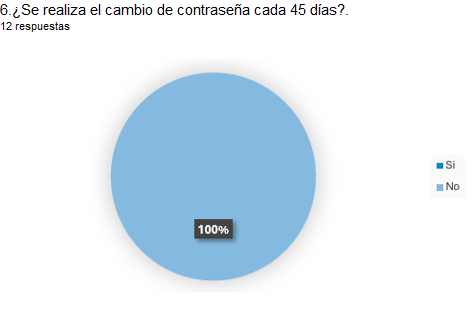 6.¿Se realiza el cambio de contraseña cada 45 días?.
12 respuestas
100%
Si
No